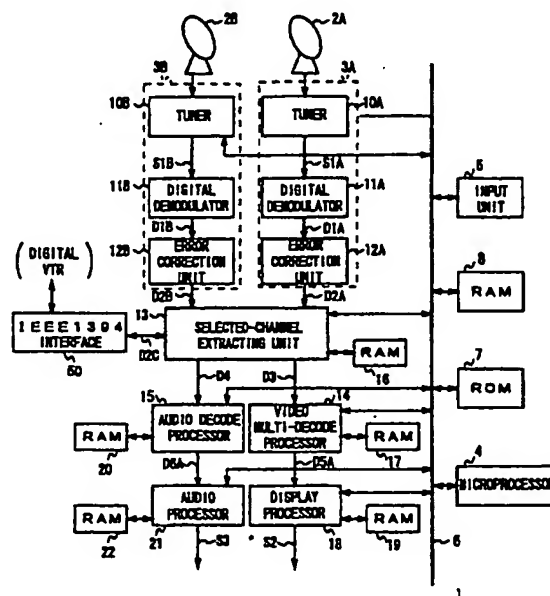 2B 2A
3B 3A
10B TUNER TUNER 10A
S1B S1A
11B DIGITAL DEMODULATOR DIGITAL DEMODULATOR 11A
D1B D1A
12B ERROR CORRECTION UNIT ERROR CORRECTION UNIT 12A
D2B D2A
(DIGITAL VTR)
IEEE1394 INTERFACE
60
D2C
13 SELECTED-CHANNEL EXTRACTING UNIT
RAM 16
D4 D3
15 AUDIO DECODE PROCESSOR
VIDEO MULTI-DECODE PROCESSOR 14
RAM 20
RAM 17
D6A D5A
AUDIO PROCESSOR 21
DISPLAY PROCESSOR 18
RAM 22
RAM 19
S3 S2
5 INPUT UNIT
8 RAM
7 ROM
4 MICROPROCESSOR
6
1